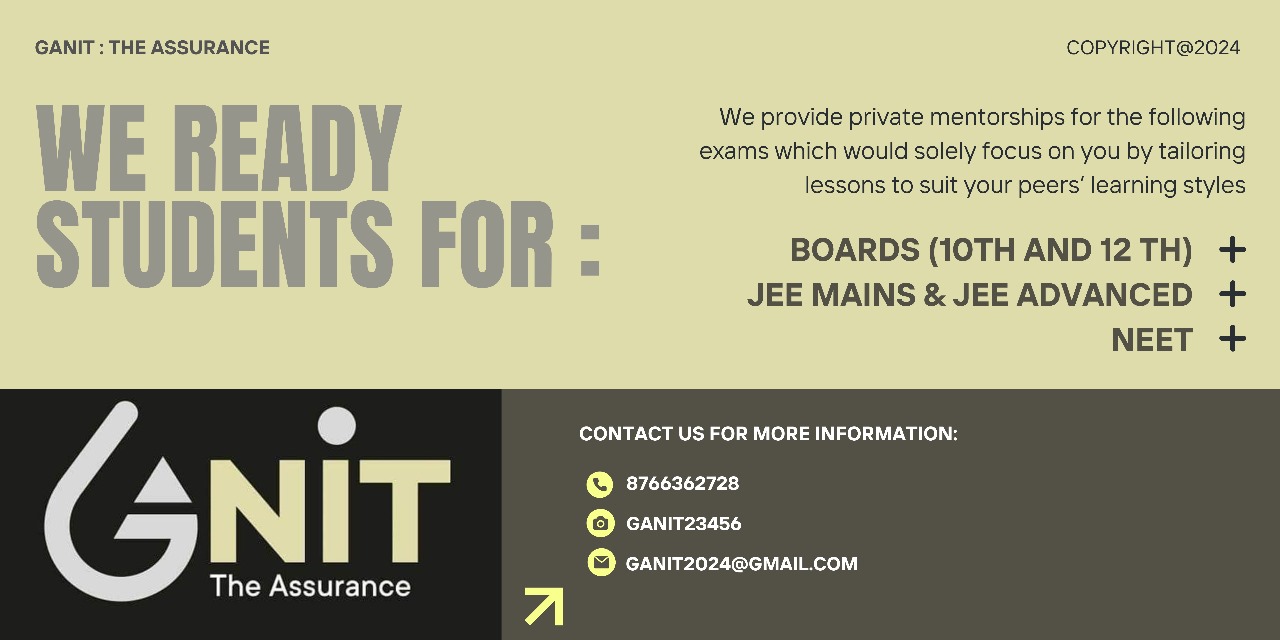 GANIT : THE ASSURANCE
COPYRIGHT@2024
WE READY
STUDENTS FOR :
We provide private mentorships for the following
exams which would solely focus on you by tailoring
lessons to suit your peers’ learning styles
BOARDS (10TH AND 12 TH) +
JEE MAINS & JEE ADVANCED +
NEET +
GANiT
The Assurance
CONTACT US FOR MORE INFORMATION:
8766362728
GANIT23456
GANIT2024@GMAIL.COM